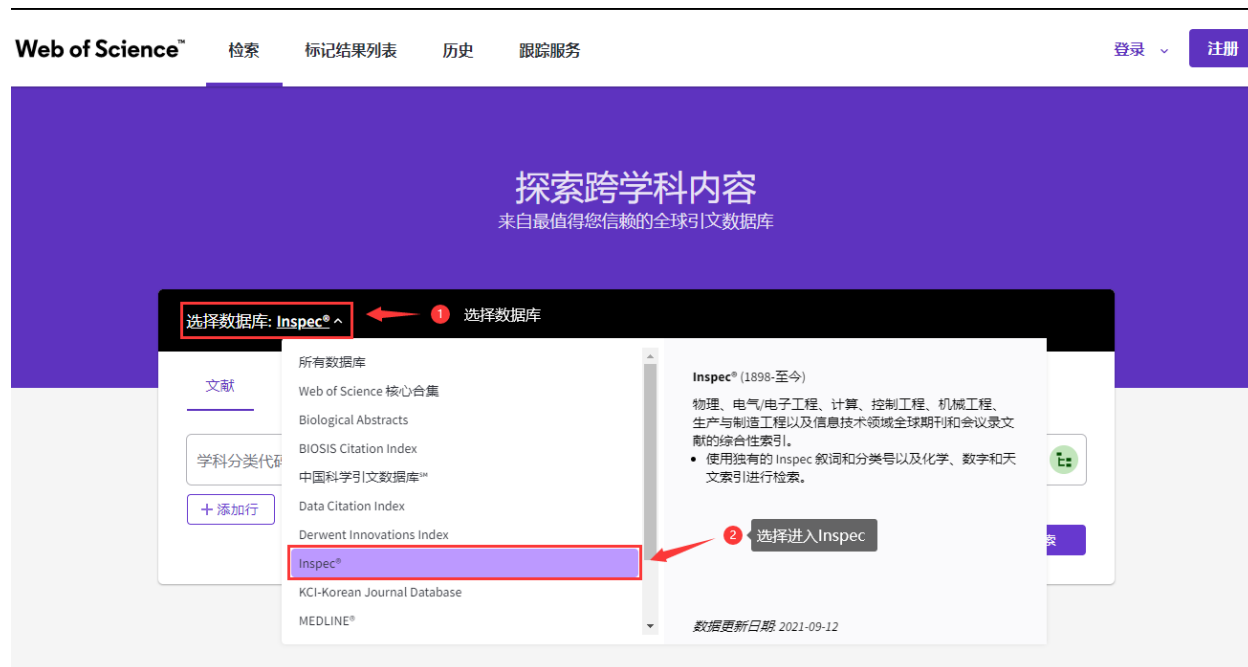 Web of Science™ 检索 标记结果列表 历史 跟踪服务 登录 注册
探索跨学科内容
来自最值得您信赖的全球引文数据库
选择数据库: Inspec® 1 选择数据库
文献
学科分类代码
+ 添加行
所有数据库
Web of Science 核心合集
Biological Abstracts
BIOSIS Citation Index
中国科学引文数据库℠
Data Citation Index
Derwent Innovations Index
Inspec®
KCI-Korean Journal Database
MEDLINE®
Inspec® (1898-至今)
物理、电气/电子工程、计算、控制工程、机械工程、
生产与制造工程以及信息技术领域全球期刊和会议录文
献的综合性索引。
• 使用独有的 Inspec 叙词和分类号以及化学、数字和天
文索引进行检索。
2 选择进入Inspec
索
数据更新日期 2021-09-12